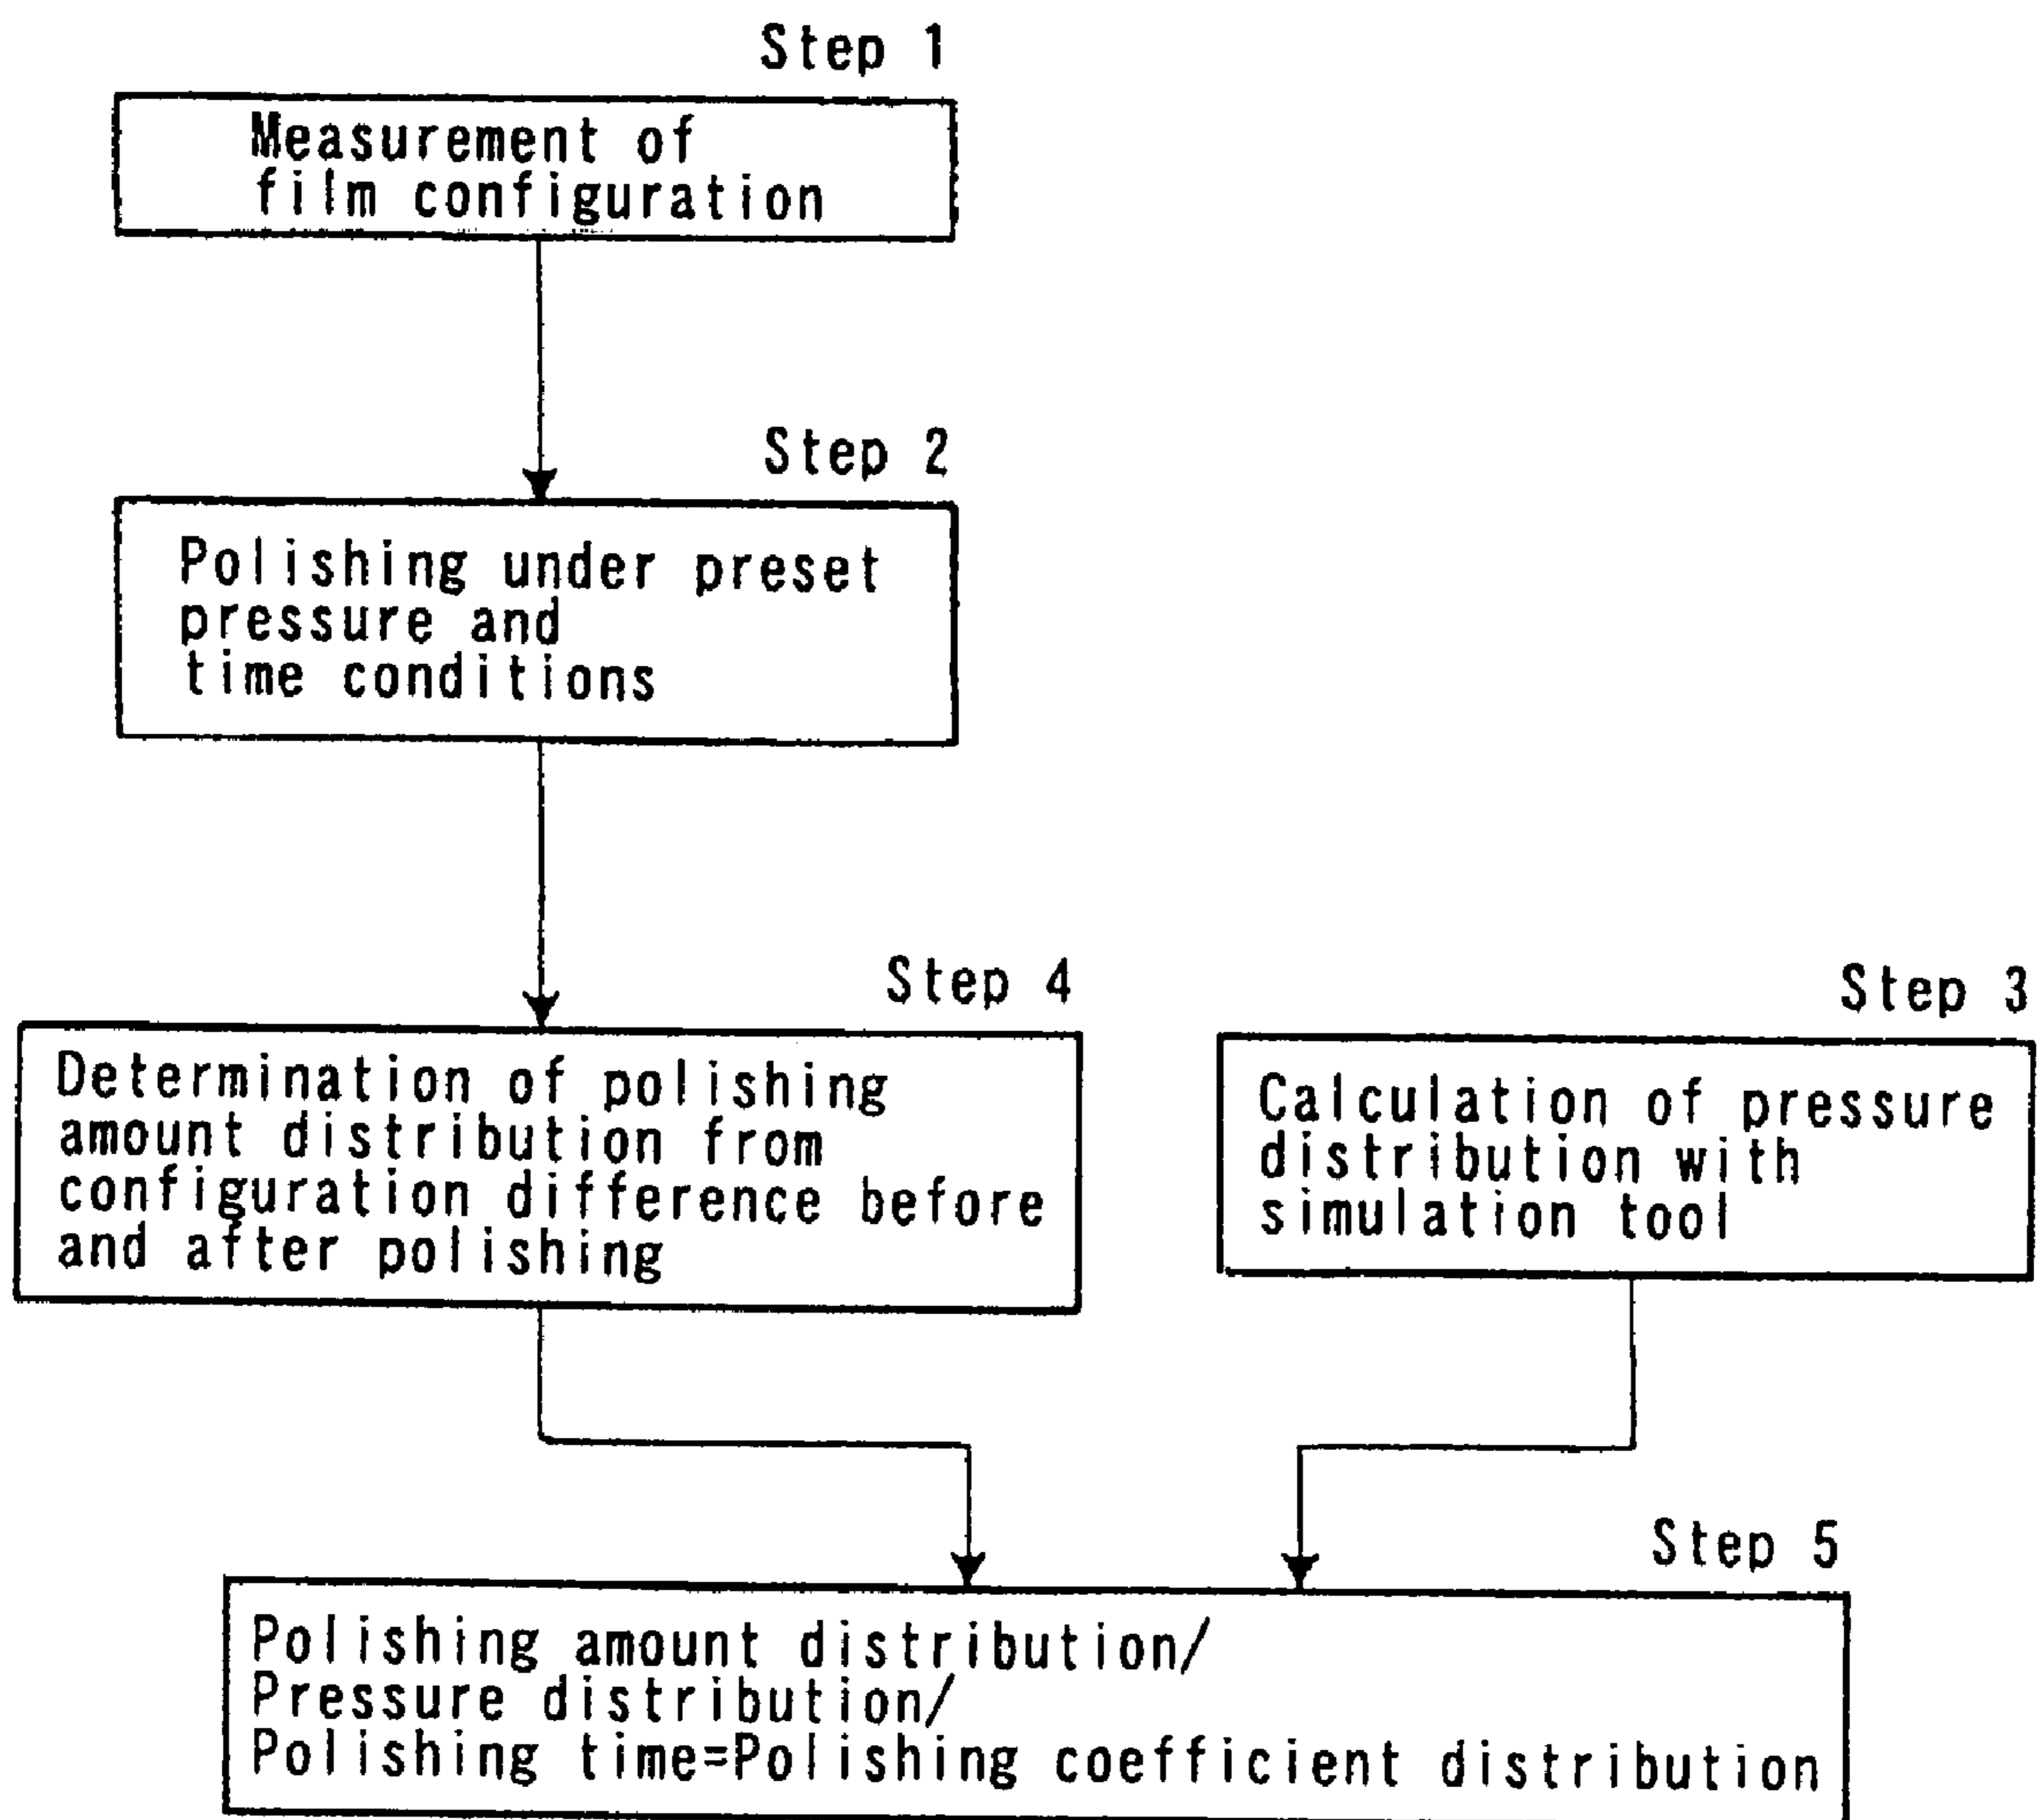 Step 1
Measurement of
film configuration
Step 2
Polishing under preset
pressure and
time conditions
Step 4
Determination of polishing
amount distribution from
configuration difference before
and after polishing
Step 3
Calculation of pressure
distribution with
simulation tool
Step 5
Polishing amount distribution/
Pressure distribution/
Polishing time=Polishing coefficient distribution